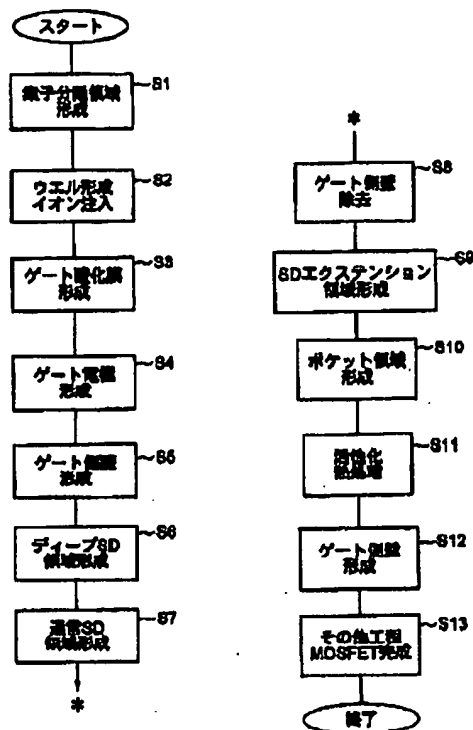 スタート
素子分離領域
形成
S1
ウエル形成
イオン注入
S2
ゲート酸化膜
形成
S3
ゲート電極
形成
S4
ゲート側壁
形成
S5
ディープSD
領域形成
S6
通常SD
領域形成
S7
*
*
ゲート側壁
除去
S8
SDエクステンション
領域形成
S9
ポケット領域
形成
S10
活性化
熱処理
S11
ゲート側壁
形成
S12
その他工程
MOSFET完成
S13
終了